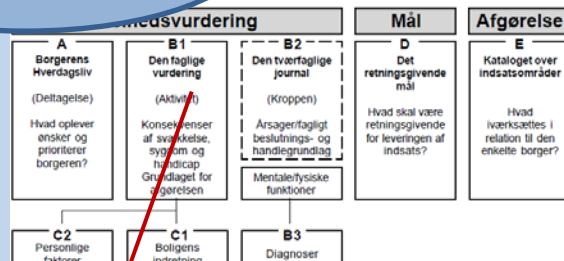 Mål
Afgørelse
A
Borgerens
Hverdagsliv
(Deltagelse)
Hvad oplever
ønsker og
prioriterer
borgeren?
B1
Den faglige
vurdering
(Aktivitet)
Konsekvenser
af svækkelse,
sygdom og
handicap
Grundlaget for
afgørelsen
B2
Den tværfaglige
journal
(Kroppen)
Årsager/fagligt
beslutnings- og
handlegrundlag
Mentale/fysiske
funktioner
D
Det
retningsgivende
mål
Hvad skal være
retningsgivende
for leveringen af
indsats?
E
Kataloget over
indsatsområder
Hvad
iværksættes i
relation til den
enkelte borger?
C2
Personlige
faktorer
C1
Boligens
indretning
B3
Diagnoser